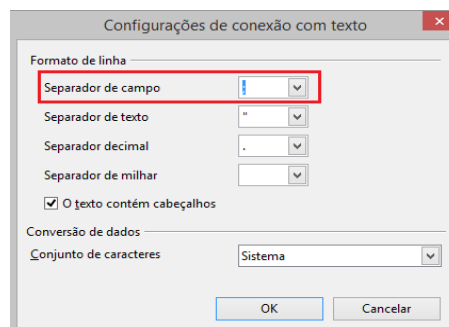 Configurações de conexão com texto
Formato de linha
Separador de campo ;
Separador de texto "
Separador decimal .
Separador de milhar
O texto contém cabeçalhos
Conversão de dados
Conjunto de caracteres Sistema
OK Cancelar